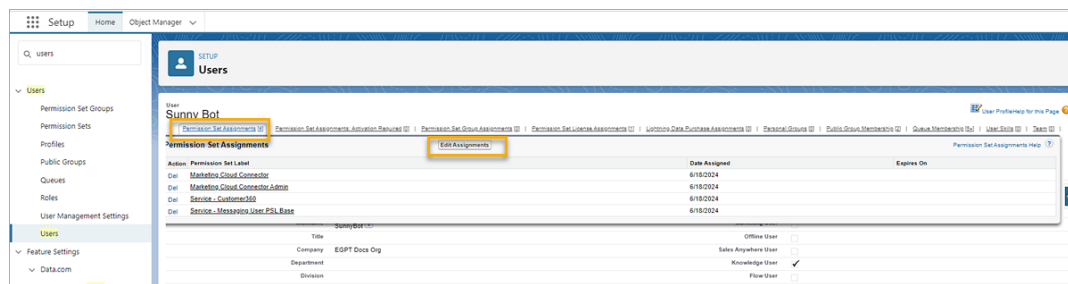 Setup Home Object Manager
users
SETUP
Users
Users
Permission Set Groups
Permission Sets
Profiles
Public Groups
Queues
Roles
User Management Settings
Users
Feature Settings
Data.com
User
Sunny Bot
User Profile Help for this Page
Permission Set Assignments [4] | Permission Set Assignments: Activation Required [0] | Permission Set Group Assignments [0] | Permission Set License Assignments [1] | Lightning Data Purchase Assignments [0] | Personal Groups [0] | Public Group Membership [0] | Queue Membership [5+] | User Skills [0] | Team [0]
Permission Set Assignments Edit Assignments Permission Set Assignments Help
Action Permission Set Label Date Assigned Expires On
Del Marketing Cloud Connector 6/18/2024
Del Marketing Cloud Connector Admin 6/18/2024
Del Service - Customer360 6/18/2024
Del Service - Messaging User PSL Base 6/18/2024
SunnyBot
Title Offline User
Company EGPT Docs Org Sales Anywhere User
Department Knowledge User
Division Flow User